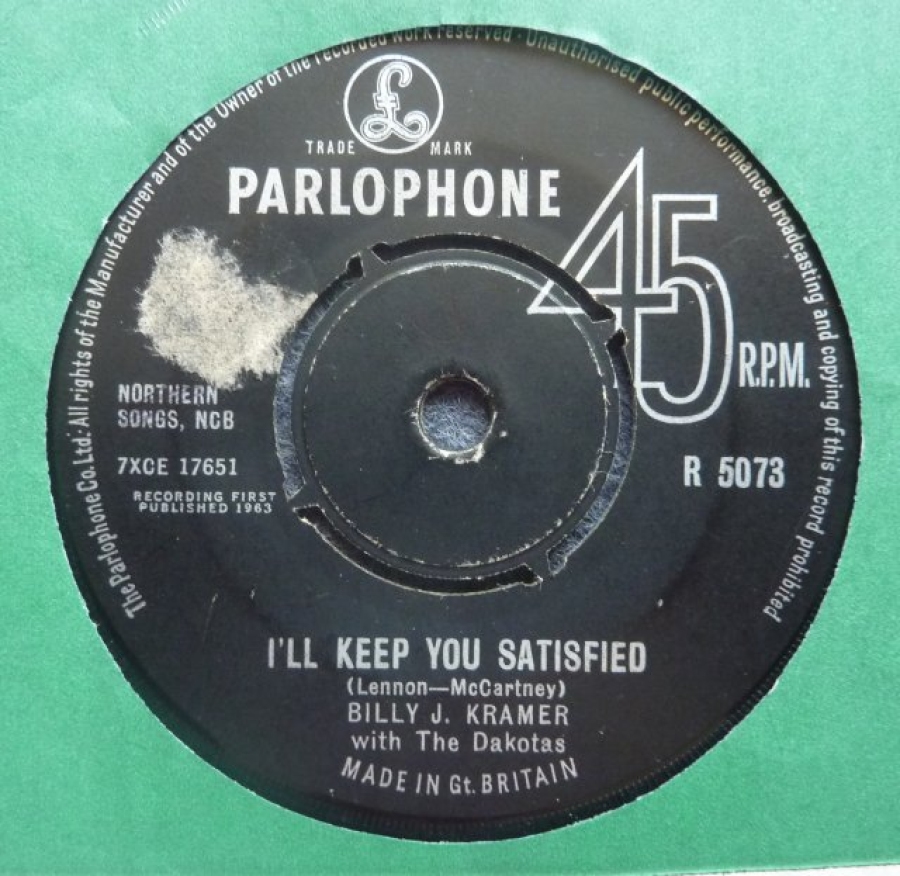 The Parlophone Co. Ltd. All rights of the Manufacturer and of the Owner of the recorded work reserved · Unauthorised public performance, broadcasting and copying of this record prohibited
£
TRADE MARK
PARLOPHONE
45
R.P.M.
NORTHERN
SONGS, NCB
7XCE 17651
R 5073
RECORDING FIRST
PUBLISHED 1963
I'LL KEEP YOU SATISFIED
(Lennon—McCartney)
BILLY J. KRAMER
with The Dakotas
MADE IN Gt. BRITAIN